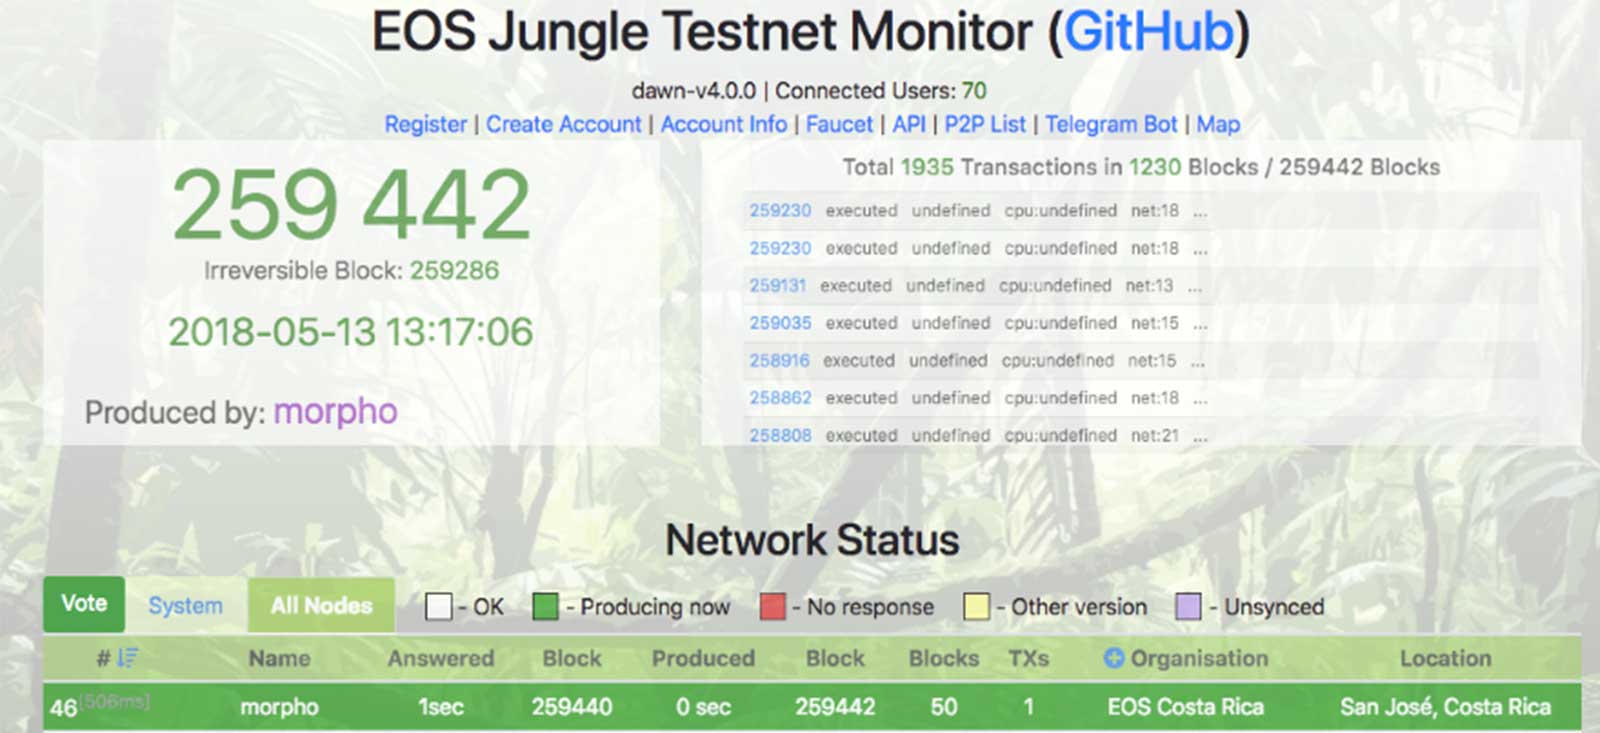 EOS Jungle Testnet Monitor (GitHub)
dawn-v4.0.0 | Connected Users: 70
Register | Create Account | Account Info | Faucet | API | P2P List | Telegram Bot | Map
259 442
Irreversible Block: 259286
2018-05-13 13:17:06
Produced by: morpho
Total 1935 Transactions in 1230 Blocks / 259442 Blocks
259230 executed undefined cpu:undefined net:18 ...
259230 executed undefined cpu:undefined net:18 ...
259131 executed undefined cpu:undefined net:13 ...
259035 executed undefined cpu:undefined net:15 ...
258916 executed undefined cpu:undefined net:15 ...
258862 executed undefined cpu:undefined net:18 ...
258808 executed undefined cpu:undefined net:21 ...
Network Status
Vote System All Nodes - OK - Producing now - No response - Other version - Unsynced
# Name Answered Block Produced Block Blocks TXs Organisation Location
46 [506ms] morpho 1sec 259440 0 sec 259442 50 1 EOS Costa Rica San José, Costa Rica